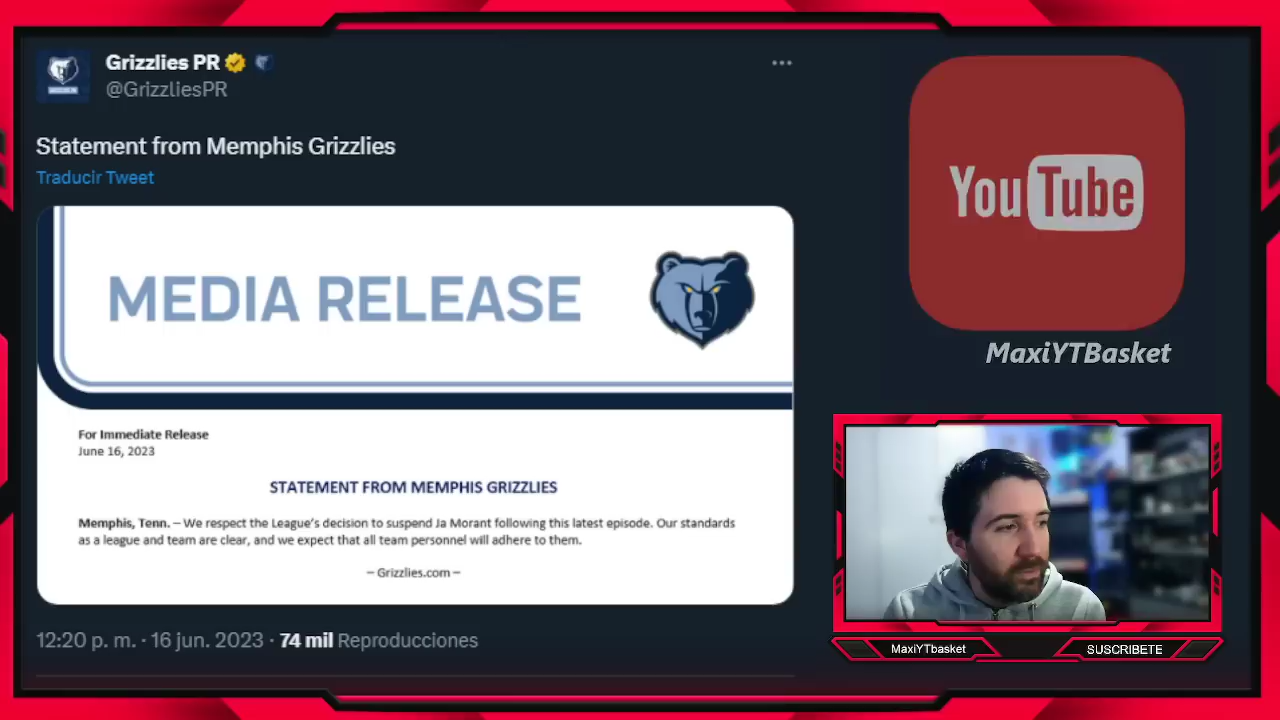 Grizzlies PR
@GrizzliesPR
Statement from Memphis Grizzlies
Traducir Tweet
MEDIA RELEASE
For Immediate Release
June 16, 2023
STATEMENT FROM MEMPHIS GRIZZLIES
Memphis, Tenn. – We respect the League's decision to suspend Ja Morant following this latest episode. Our standards
as a league and team are clear, and we expect that all team personnel will adhere to them.
– Grizzlies.com –
12:20 p. m. · 16 jun. 2023 · 74 mil Reproducciones
YouTube
MaxiYTBasket
MaxiYTbasket
SUSCRIBETE